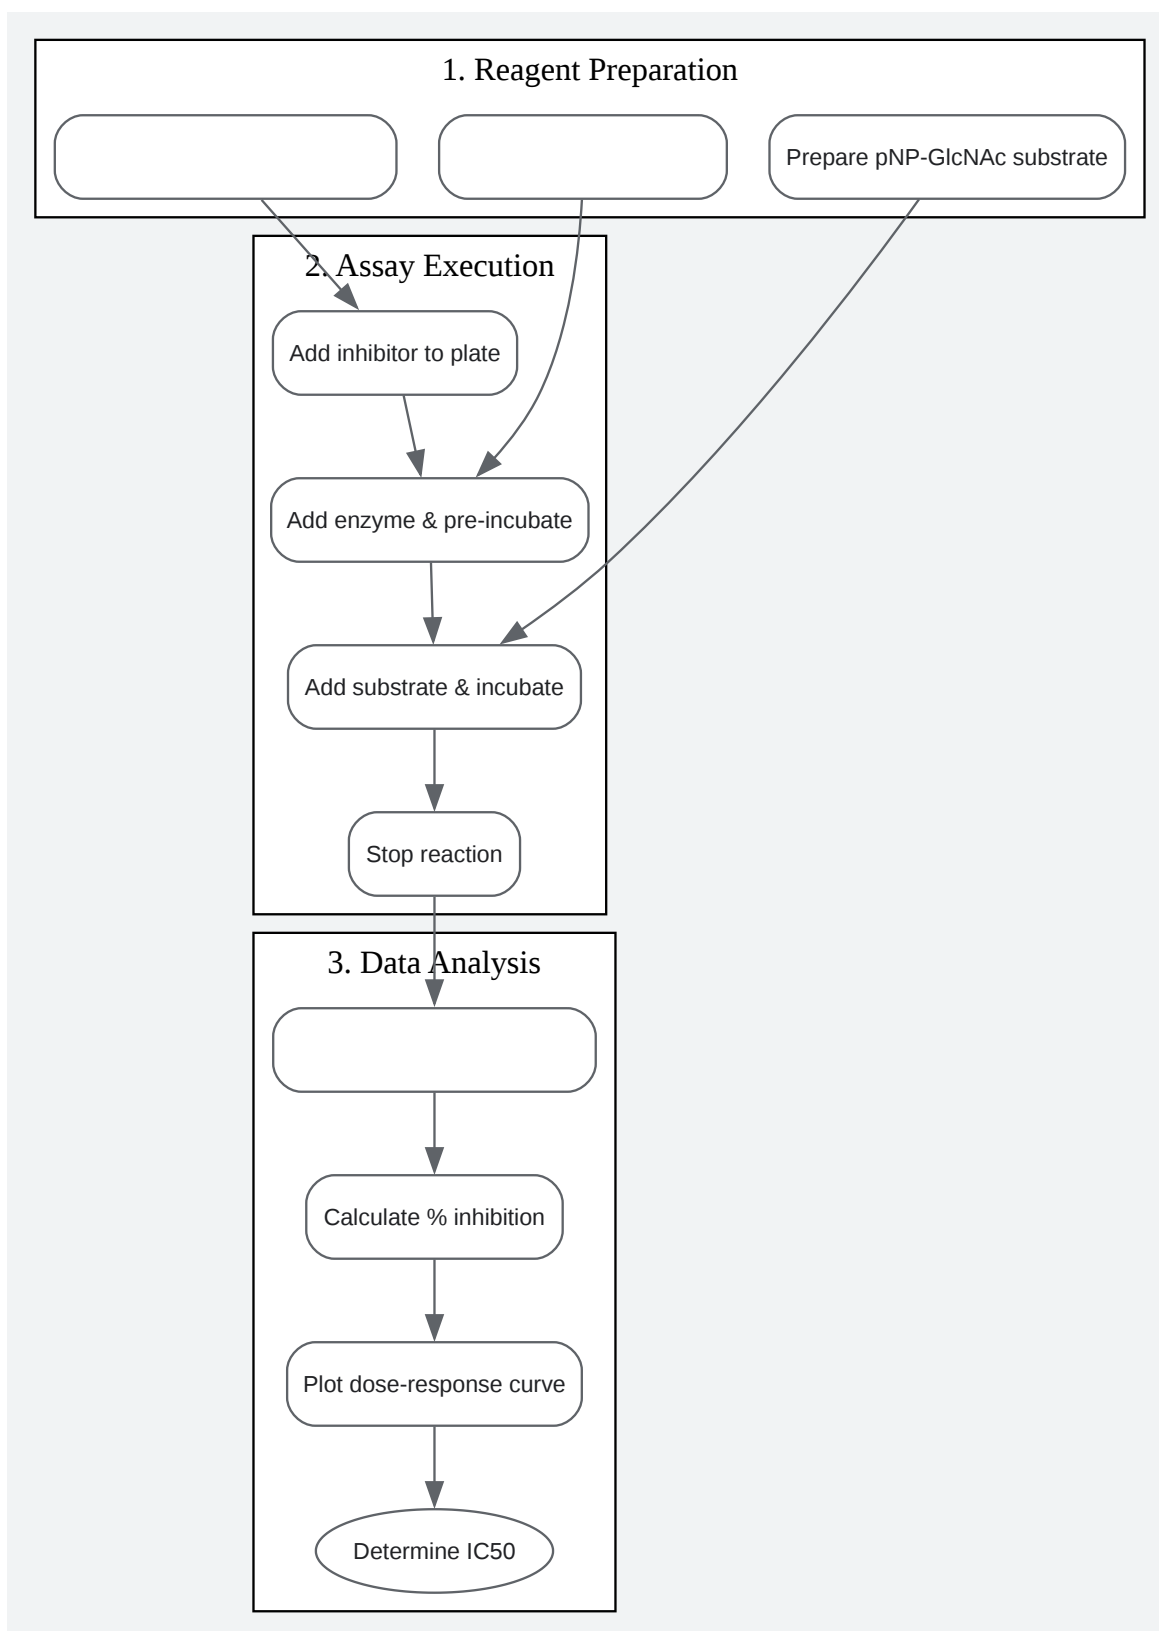 1. Reagent Preparation
Prepare pNP-GlcNAc substrate
2. Assay Execution
Add inhibitor to plate
Add enzyme & pre-incubate
Add substrate & incubate
Stop reaction
3. Data Analysis
Calculate % inhibition
Plot dose-response curve
Determine IC50